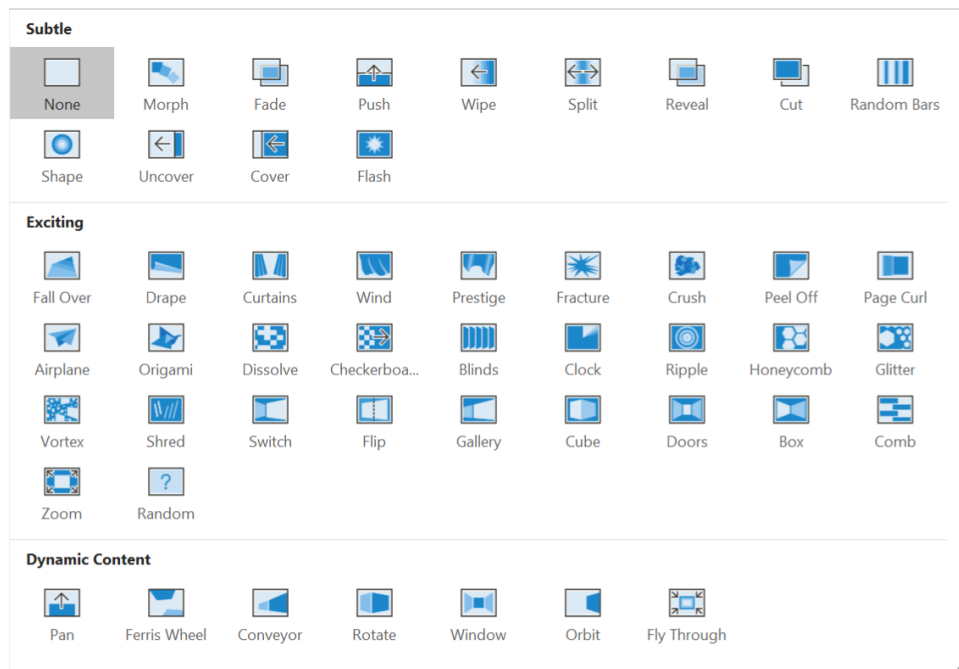 Subtle
None Morph Fade Push Wipe Split Reveal Cut Random Bars
Shape Uncover Cover Flash
Exciting
Fall Over Drape Curtains Wind Prestige Fracture Crush Peel Off Page Curl
Airplane Origami Dissolve Checkerboa... Blinds Clock Ripple Honeycomb Glitter
Vortex Shred Switch Flip Gallery Cube Doors Box Comb
?
Zoom Random
Dynamic Content
Pan Ferris Wheel Conveyor Rotate Window Orbit Fly Through